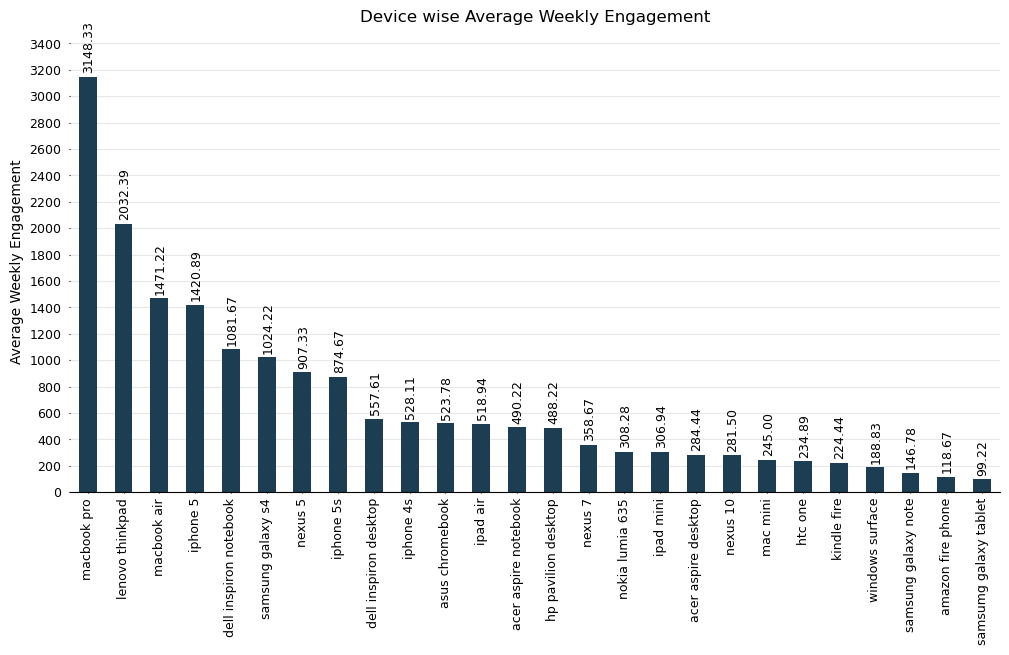 Device wise Average Weekly Engagement
Average Weekly Engagement
3400
3200
3000
2800
2600
2400
2200
2000
1800
1600
1400
1200
1000
800
600
400
200
0
3148.33
2032.39
1471.22
1420.89
1081.67
1024.22
907.33
874.67
557.61
528.11
523.78
518.94
490.22
488.22
358.67
308.28
306.94
284.44
281.50
245.00
234.89
224.44
188.83
146.78
118.67
99.22
macbook pro
lenovo thinkpad
macbook air
iphone 5
dell inspiron notebook
samsung galaxy s4
nexus 5
iphone 5s
dell inspiron desktop
iphone 4s
asus chromebook
ipad air
acer aspire notebook
hp pavilion desktop
nexus 7
nokia lumia 635
ipad mini
acer aspire desktop
nexus 10
mac mini
htc one
kindle fire
windows surface
samsung galaxy note
amazon fire phone
samsumg galaxy tablet